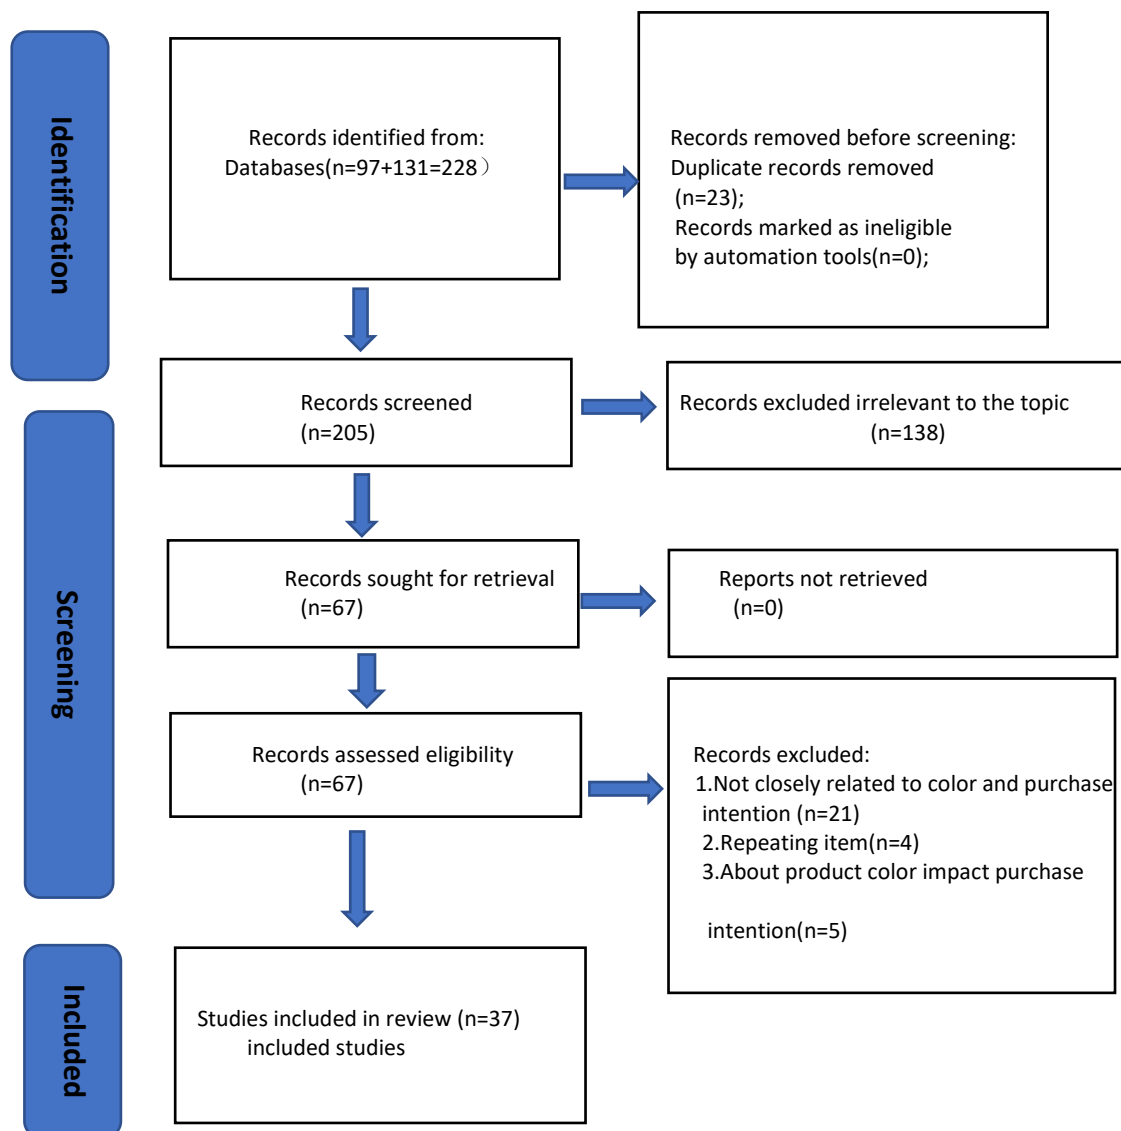 Identification
Records identified from:
Databases(n=97+131=228）
Records removed before screening:
Duplicate records removed
(n=23);
Records marked as ineligible
by automation tools(n=0);
Screening
Records screened
(n=205)
Records excluded irrelevant to the topic
(n=138)
Records sought for retrieval
(n=67)
Reports not retrieved
(n=0)
Records assessed eligibility
(n=67)
Records excluded:
1.Not closely related to color and purchase
intention (n=21)
2.Repeating item(n=4)
3.About product color impact purchase
intention(n=5)
Included
Studies included in review (n=37)
included studies